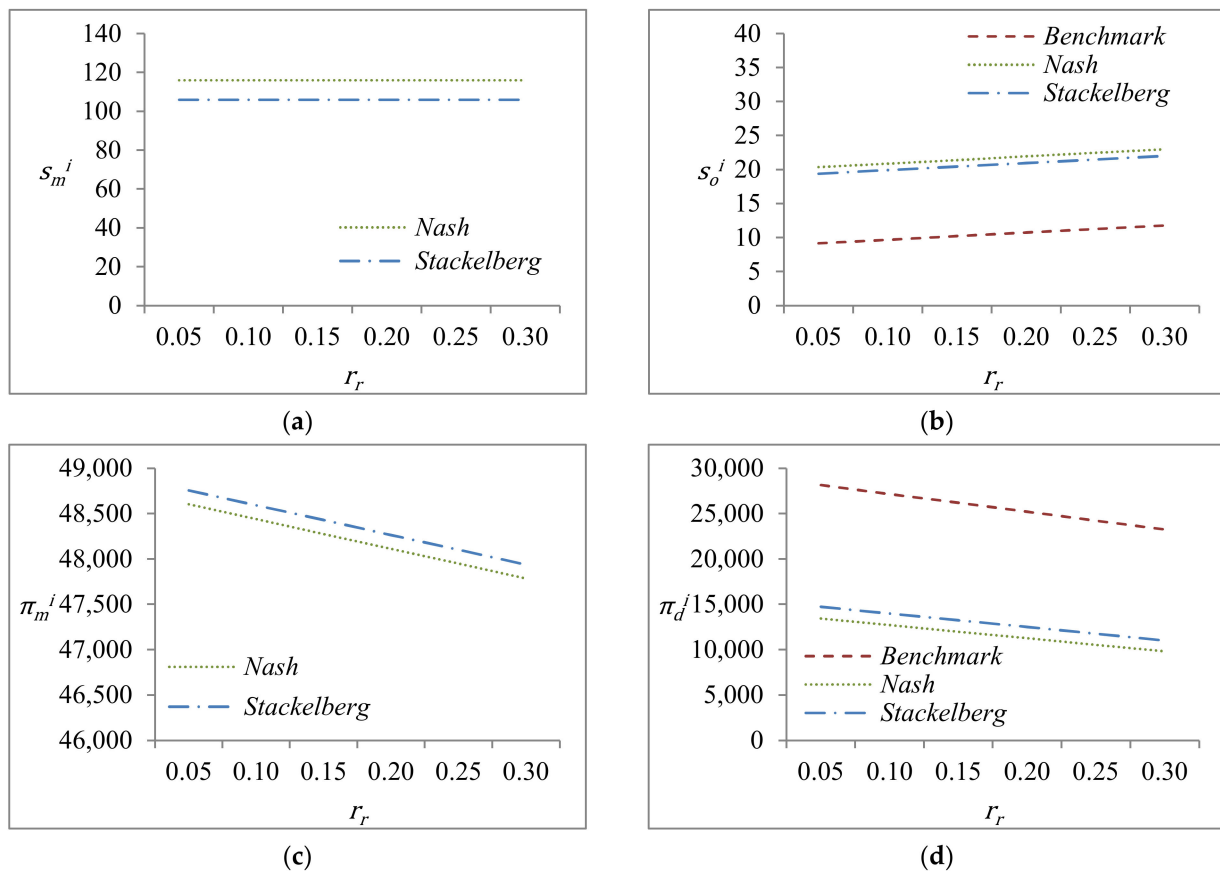 140
120
100
80
60
40
20
0
s_m^i
Nash
Stackelberg
0.05 0.10 0.15 0.20 0.25 0.30
r_r
(a)
40
35
30
25
20
15
10
5
0
s_o^i
Benchmark
Nash
Stackelberg
0.05 0.10 0.15 0.20 0.25 0.30
r_r
(b)
49,000
48,500
48,000
47,500
47,000
46,500
46,000
π_m^i
Nash
Stackelberg
0.05 0.10 0.15 0.20 0.25 0.30
r_r
(c)
30,000
25,000
20,000
15,000
10,000
5,000
0
π_d^i
Benchmark
Nash
Stackelberg
0.05 0.10 0.15 0.20 0.25 0.30
r_r
(d)